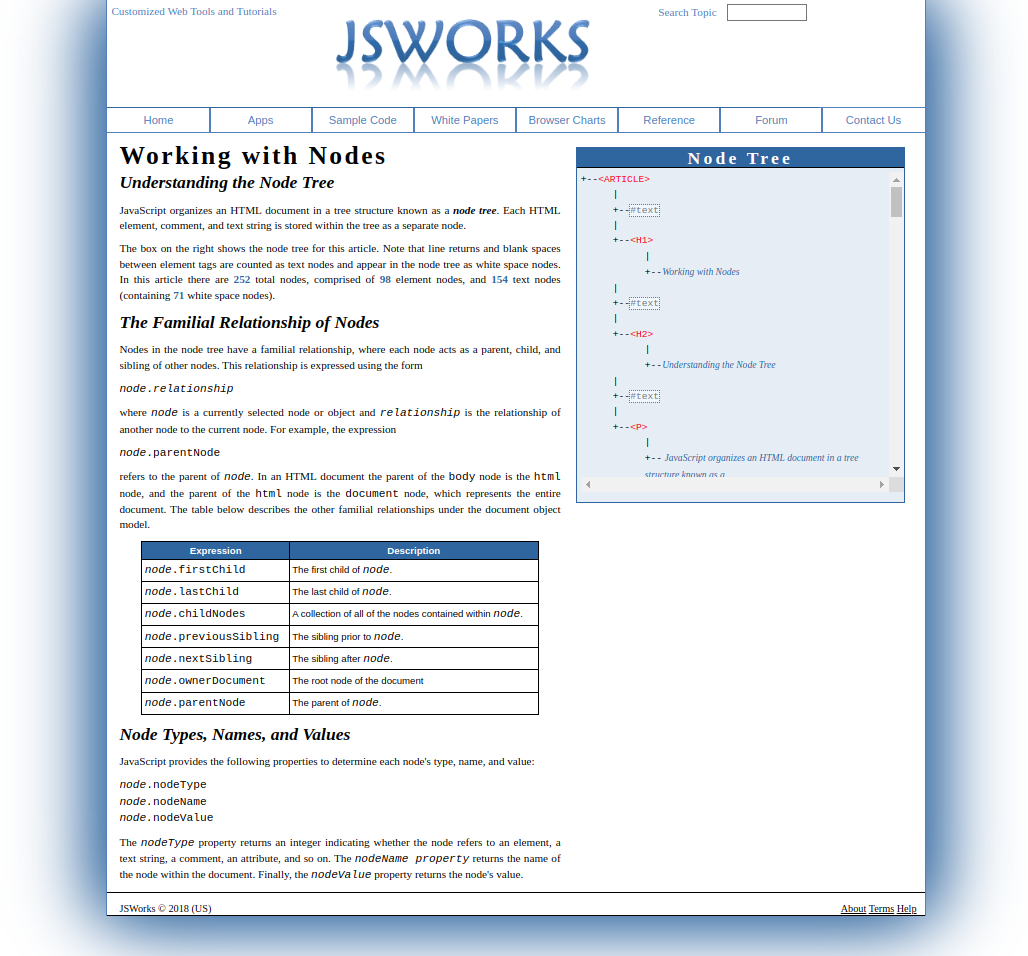 Customized Web Tools and Tutorials
Search Topic
JSWORKS
Home
Apps
Sample Code
White Papers
Browser Charts
Reference
Forum
Contact Us
Working with Nodes
Understanding the Node Tree
JavaScript organizes an HTML document in a tree structure known as a node tree. Each HTML
element, comment, and text string is stored within the tree as a separate node.
The box on the right shows the node tree for this article. Note that line returns and blank spaces
between element tags are counted as text nodes and appear in the node tree as white space nodes.
In this article there are 252 total nodes, comprised of 98 element nodes, and 154 text nodes
(containing 71 white space nodes).
The Familial Relationship of Nodes
Nodes in the node tree have a familial relationship, where each node acts as a parent, child, and
sibling of other nodes. This relationship is expressed using the form
node.relationship
where node is a currently selected node or object and relationship is the relationship of
another node to the current node. For example, the expression
node.parentNode
refers to the parent of node. In an HTML document the parent of the body node is the html
node, and the parent of the html node is the document node, which represents the entire
document. The table below describes the other familial relationships under the document object
model.
Expression Description
node.firstChild The first child of node.
node.lastChild The last child of node.
node.childNodes A collection of all of the nodes contained within node.
node.previousSibling The sibling prior to node.
node.nextSibling The sibling after node.
node.ownerDocument The root node of the document
node.parentNode The parent of node.
Node Types, Names, and Values
JavaScript provides the following properties to determine each node's type, name, and value:
node.nodeType
node.nodeName
node.nodeValue
The nodeType property returns an integer indicating whether the node refers to an element, a
text string, a comment, an attribute, and so on. The nodeName property returns the name of
the node within the document. Finally, the nodeValue property returns the node's value.
Node Tree
+--<ARTICLE>
|
+--#text
|
+--<H1>
|
+--Working with Nodes
|
+--#text
|
+--<H2>
|
+--Understanding the Node Tree
|
+--#text
|
+--<P>
|
+-- JavaScript organizes an HTML document in a tree
structure known as a
JSWorks © 2018 (US)
About Terms Help